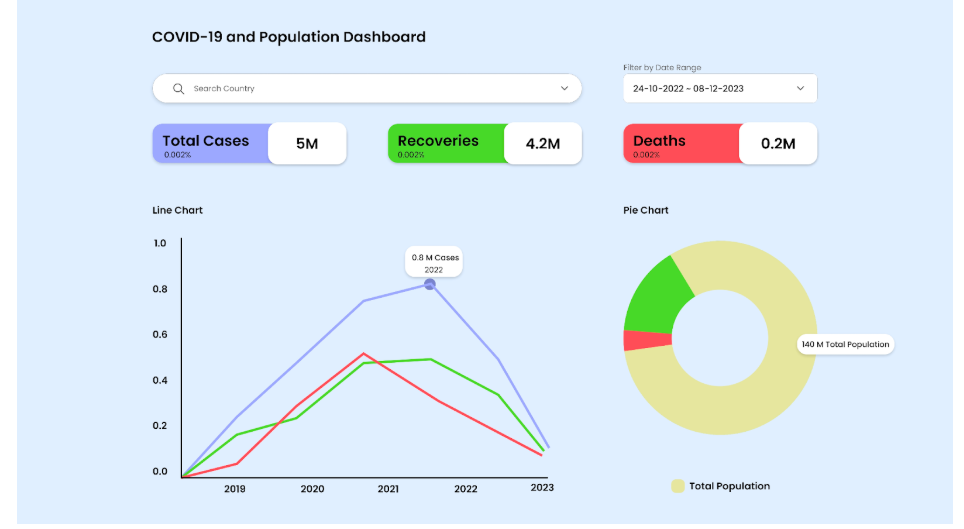 COVID-19 and Population Dashboard
Filter by Date Range
Search Country
24-10-2022 ~ 08-12-2023
Total Cases
0.002%
5M
Recoveries
0.002%
4.2M
Deaths
0.002%
0.2M
Line Chart
Pie Chart
1.0
0.8
0.6
0.4
0.2
0.0
0.8 M Cases
2022
2019
2020
2021
2022
2023
140 M Total Population
Total Population